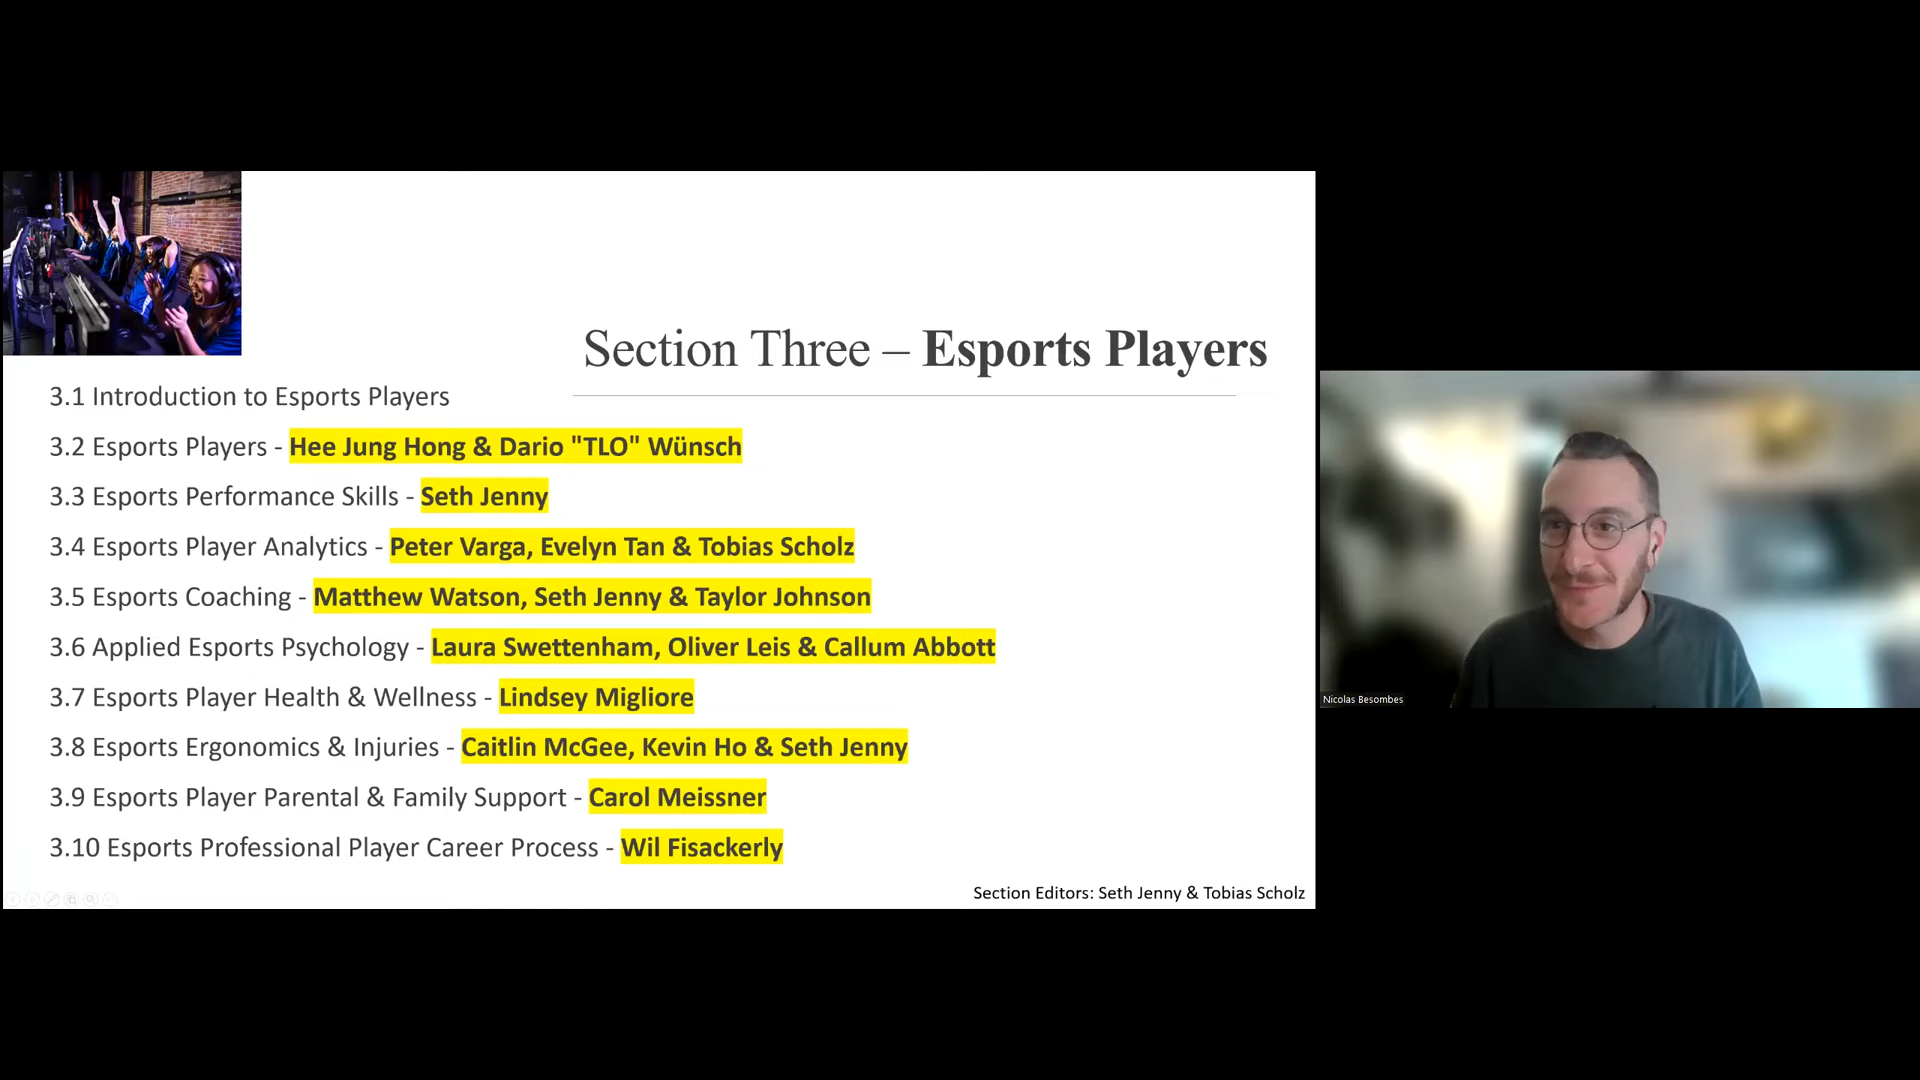 Section Three – Esports Players
3.1 Introduction to Esports Players
3.2 Esports Players - Hee Jung Hong & Dario "TLO" Wünsch
3.3 Esports Performance Skills - Seth Jenny
3.4 Esports Player Analytics - Peter Varga, Evelyn Tan & Tobias Scholz
3.5 Esports Coaching - Matthew Watson, Seth Jenny & Taylor Johnson
3.6 Applied Esports Psychology - Laura Swettenham, Oliver Leis & Callum Abbott
3.7 Esports Player Health & Wellness - Lindsey Migliore
3.8 Esports Ergonomics & Injuries - Caitlin McGee, Kevin Ho & Seth Jenny
3.9 Esports Player Parental & Family Support - Carol Meissner
3.10 Esports Professional Player Career Process - Wil Fisackerly
Section Editors: Seth Jenny & Tobias Scholz
Nicolas Besombes